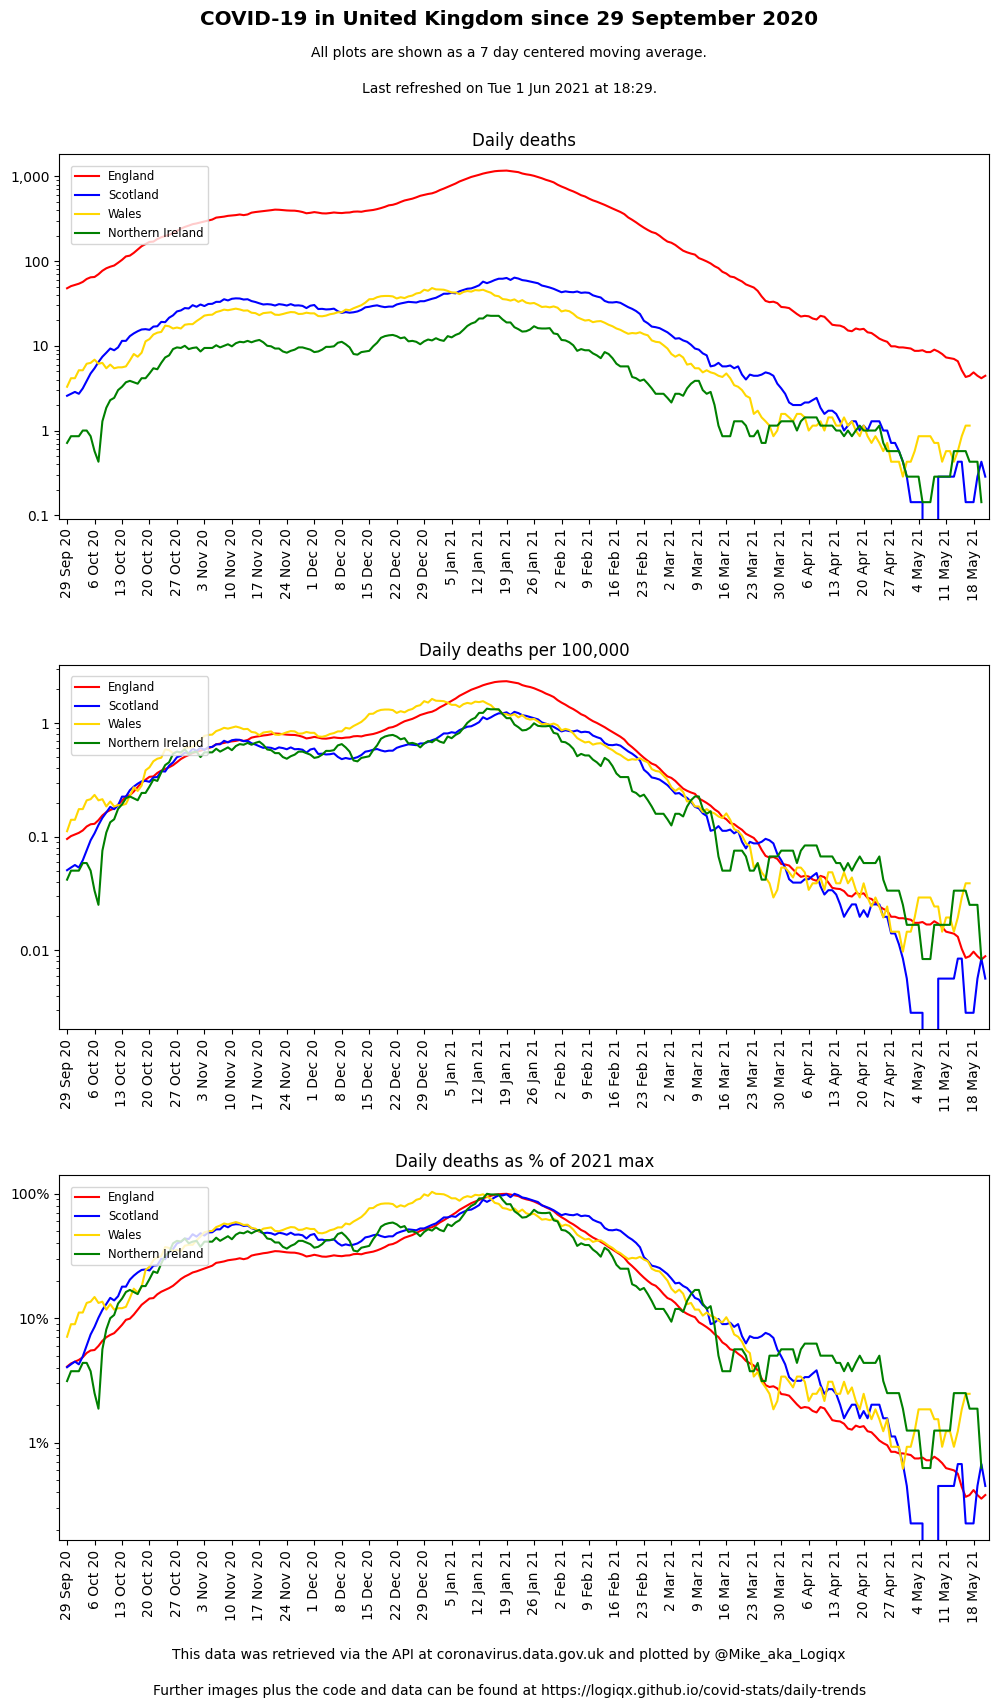 COVID-19 in United Kingdom since 29 September 2020
All plots are shown as a 7 day centered moving average.
Last refreshed on Tue 1 Jun 2021 at 18:29.
Daily deaths
1,000
100
10
1
0.1
England
Scotland
Wales
Northern Ireland
29 Sep 20
6 Oct 20
13 Oct 20
20 Oct 20
27 Oct 20
3 Nov 20
10 Nov 20
17 Nov 20
24 Nov 20
1 Dec 20
8 Dec 20
15 Dec 20
22 Dec 20
29 Dec 20
5 Jan 21
12 Jan 21
19 Jan 21
26 Jan 21
2 Feb 21
9 Feb 21
16 Feb 21
23 Feb 21
2 Mar 21
9 Mar 21
16 Mar 21
23 Mar 21
30 Mar 21
6 Apr 21
13 Apr 21
20 Apr 21
27 Apr 21
4 May 21
11 May 21
18 May 21
Daily deaths per 100,000
1
0.1
0.01
England
Scotland
Wales
Northern Ireland
29 Sep 20
6 Oct 20
13 Oct 20
20 Oct 20
27 Oct 20
3 Nov 20
10 Nov 20
17 Nov 20
24 Nov 20
1 Dec 20
8 Dec 20
15 Dec 20
22 Dec 20
29 Dec 20
5 Jan 21
12 Jan 21
19 Jan 21
26 Jan 21
2 Feb 21
9 Feb 21
16 Feb 21
23 Feb 21
2 Mar 21
9 Mar 21
16 Mar 21
23 Mar 21
30 Mar 21
6 Apr 21
13 Apr 21
20 Apr 21
27 Apr 21
4 May 21
11 May 21
18 May 21
Daily deaths as % of 2021 max
100%
10%
1%
England
Scotland
Wales
Northern Ireland
29 Sep 20
6 Oct 20
13 Oct 20
20 Oct 20
27 Oct 20
3 Nov 20
10 Nov 20
17 Nov 20
24 Nov 20
1 Dec 20
8 Dec 20
15 Dec 20
22 Dec 20
29 Dec 20
5 Jan 21
12 Jan 21
19 Jan 21
26 Jan 21
2 Feb 21
9 Feb 21
16 Feb 21
23 Feb 21
2 Mar 21
9 Mar 21
16 Mar 21
23 Mar 21
30 Mar 21
6 Apr 21
13 Apr 21
20 Apr 21
27 Apr 21
4 May 21
11 May 21
18 May 21
This data was retrieved via the API at coronavirus.data.gov.uk and plotted by @Mike_aka_Logiqx
Further images plus the code and data can be found at https://logiqx.github.io/covid-stats/daily-trends